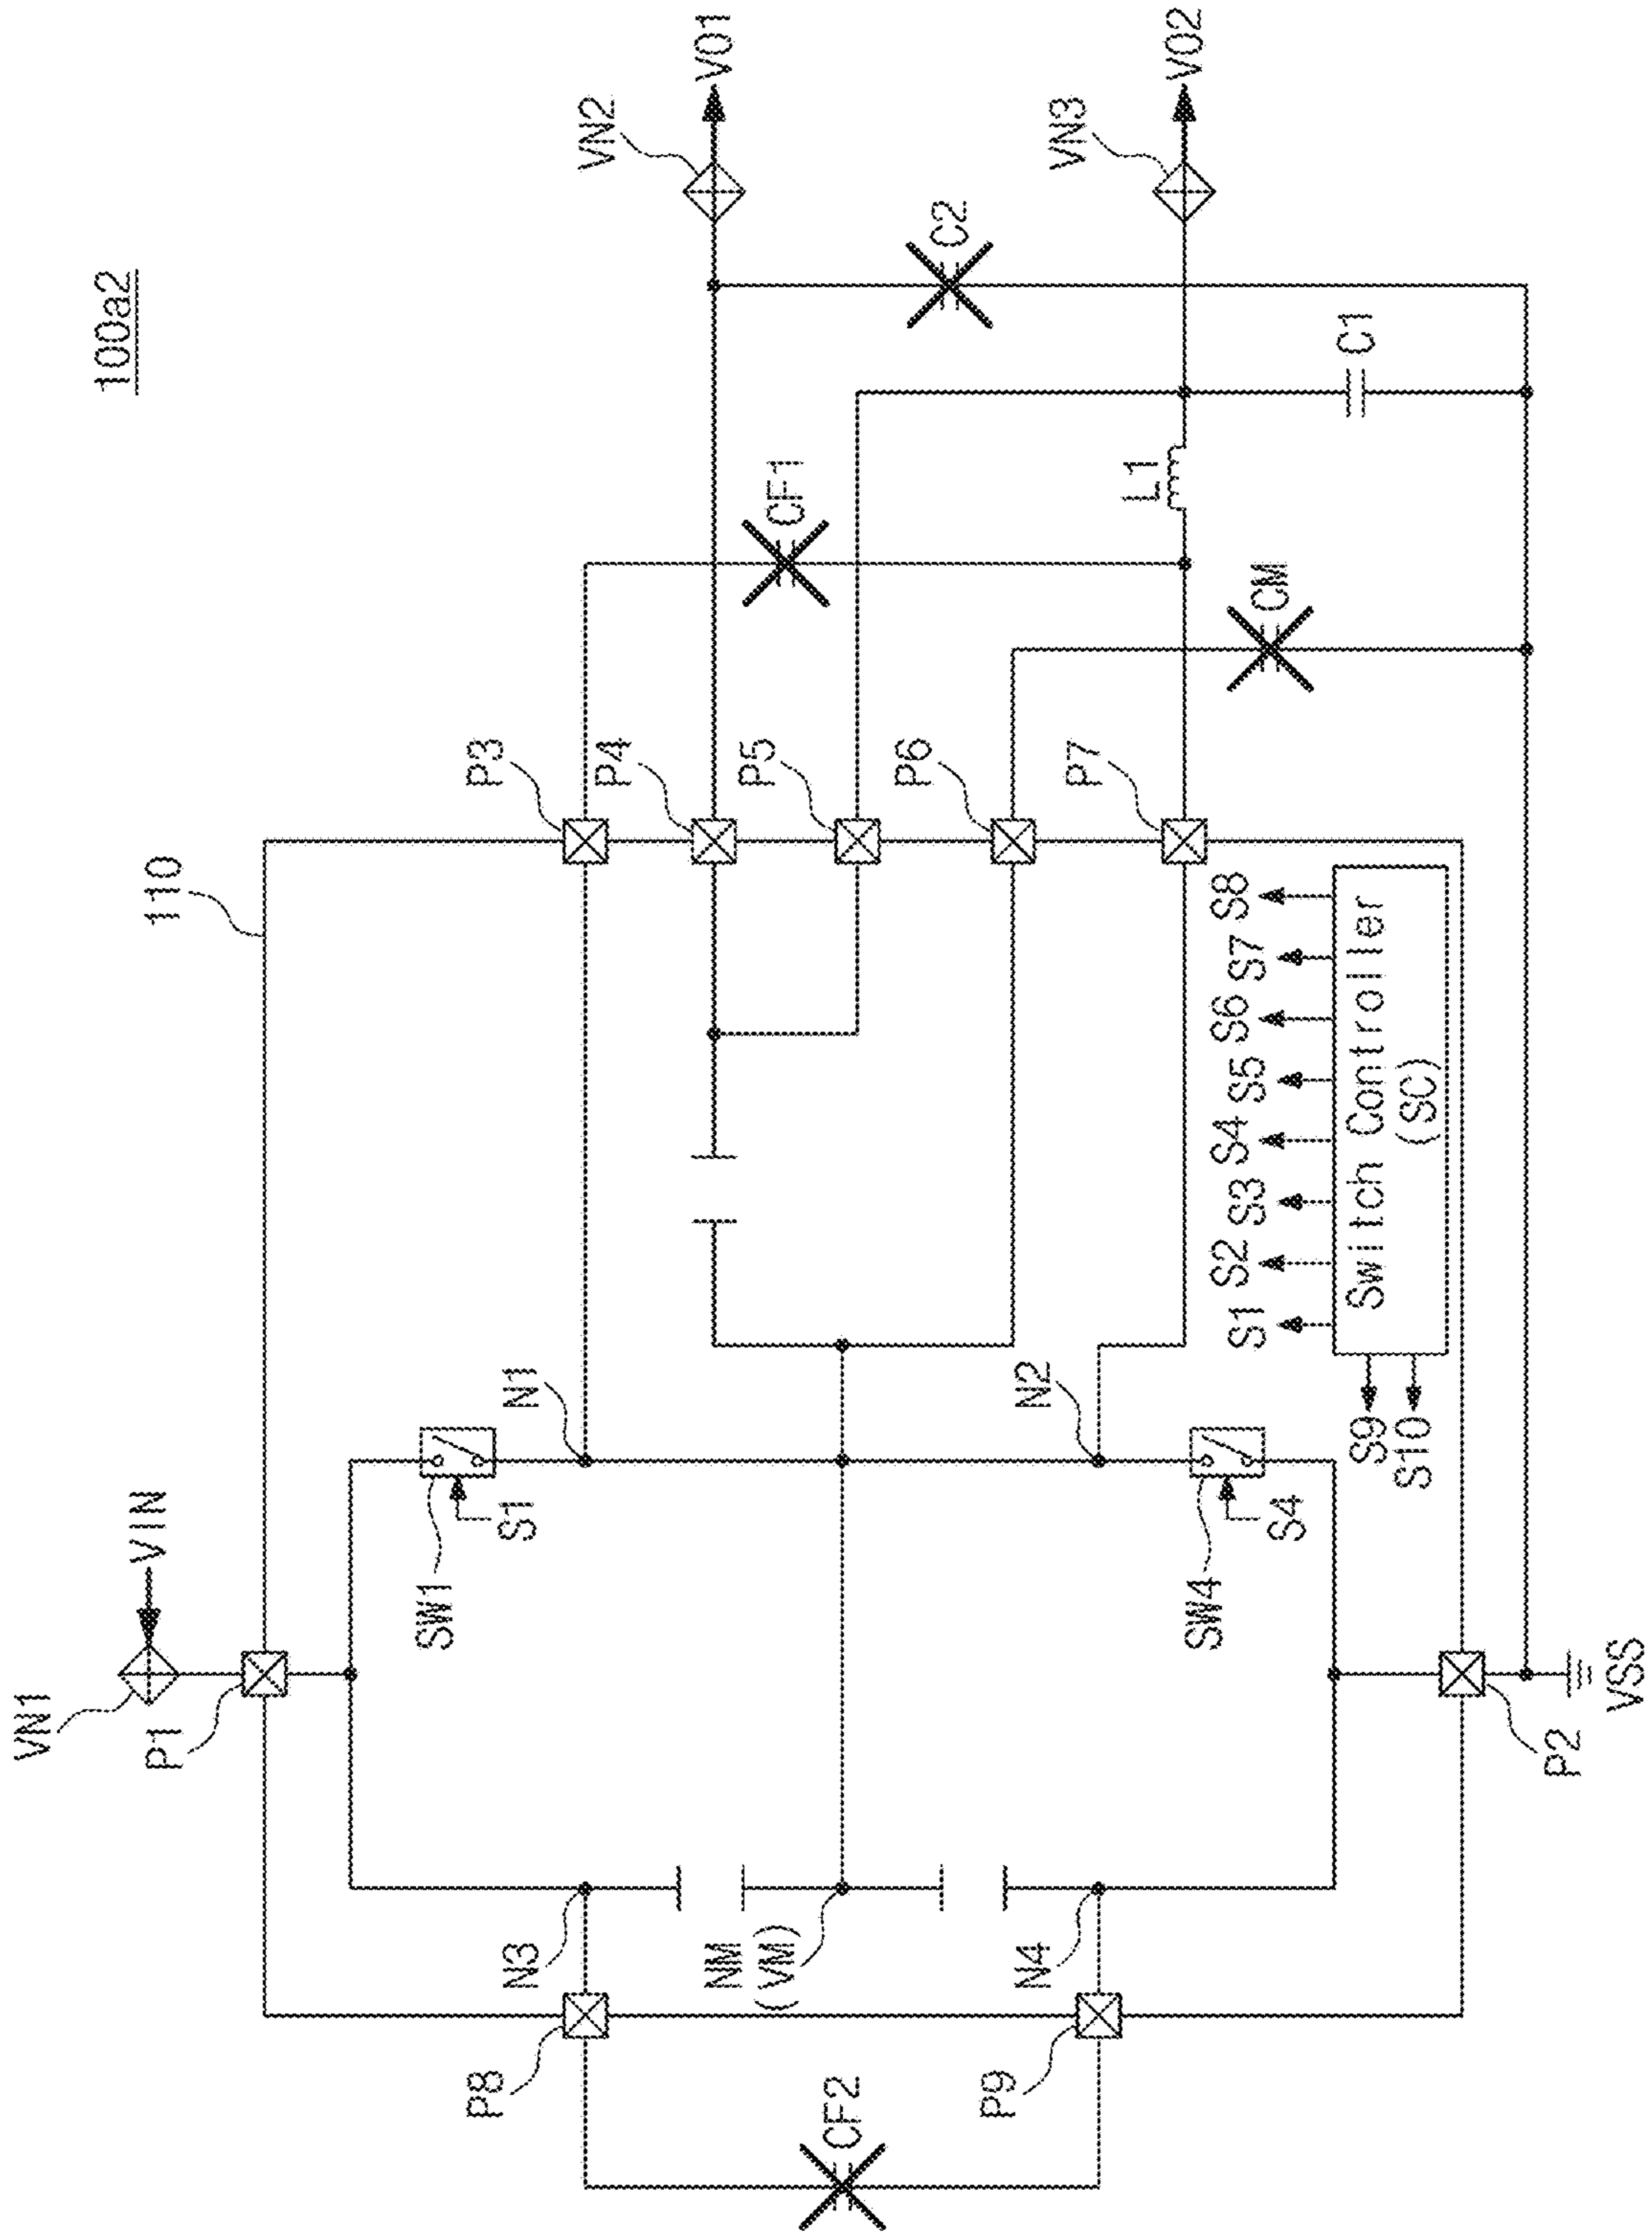 100a2
110
VN1
VIN
P1
SW1
S1
N1
P3
CF1
VN2
VO1
P4
P5
C2
P8
N3
CF2
NM
(VM)
N4
P9
N2
SW4
S4
P6
P7
CM
L1
C1
VN3
VO2
S1
S2
S3
S4
S5
S6
S7
S8
S9
S10
Switch Controller
(SC)
P2
VSS